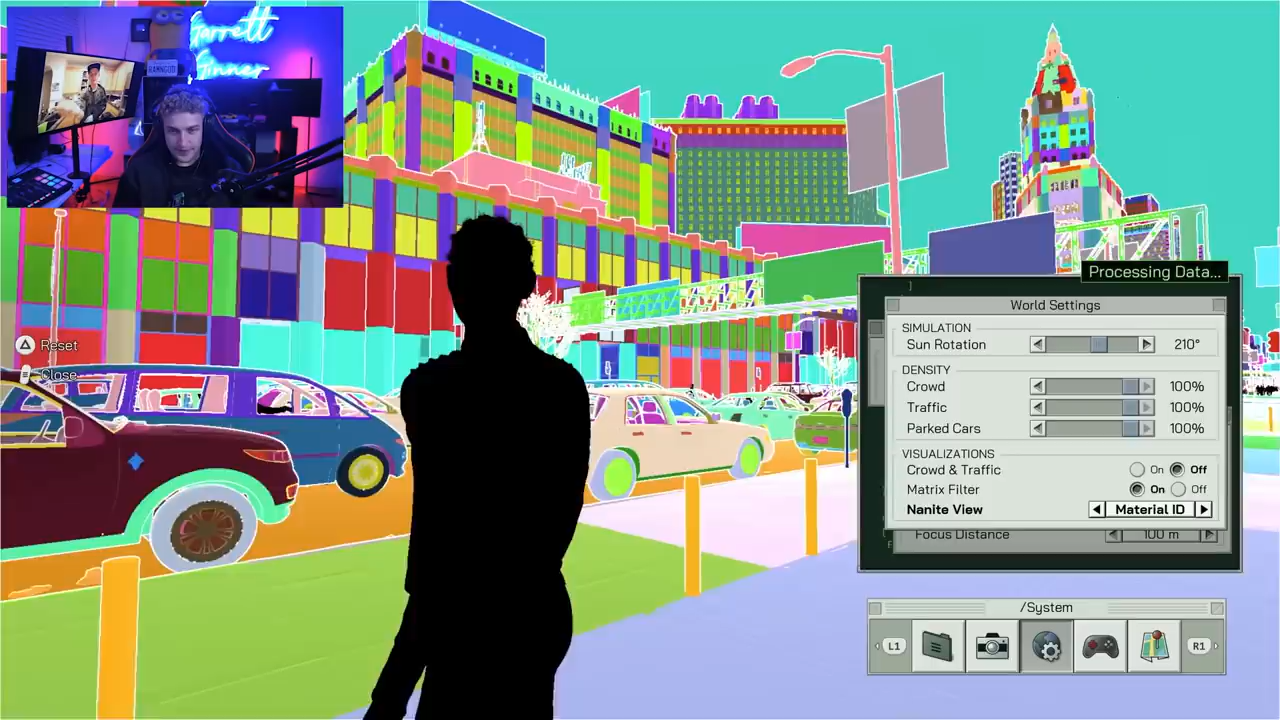 Garrett
Ginner
Processing Data...
World Settings
SIMULATION
Sun Rotation 210°
DENSITY
Crowd 100%
Traffic 100%
Parked Cars 100%
VISUALIZATIONS
Crowd & Traffic On Off
Matrix Filter On Off
Nanite View Material ID
Focus Distance 100 m
Reset
Close
/System
L1 R1